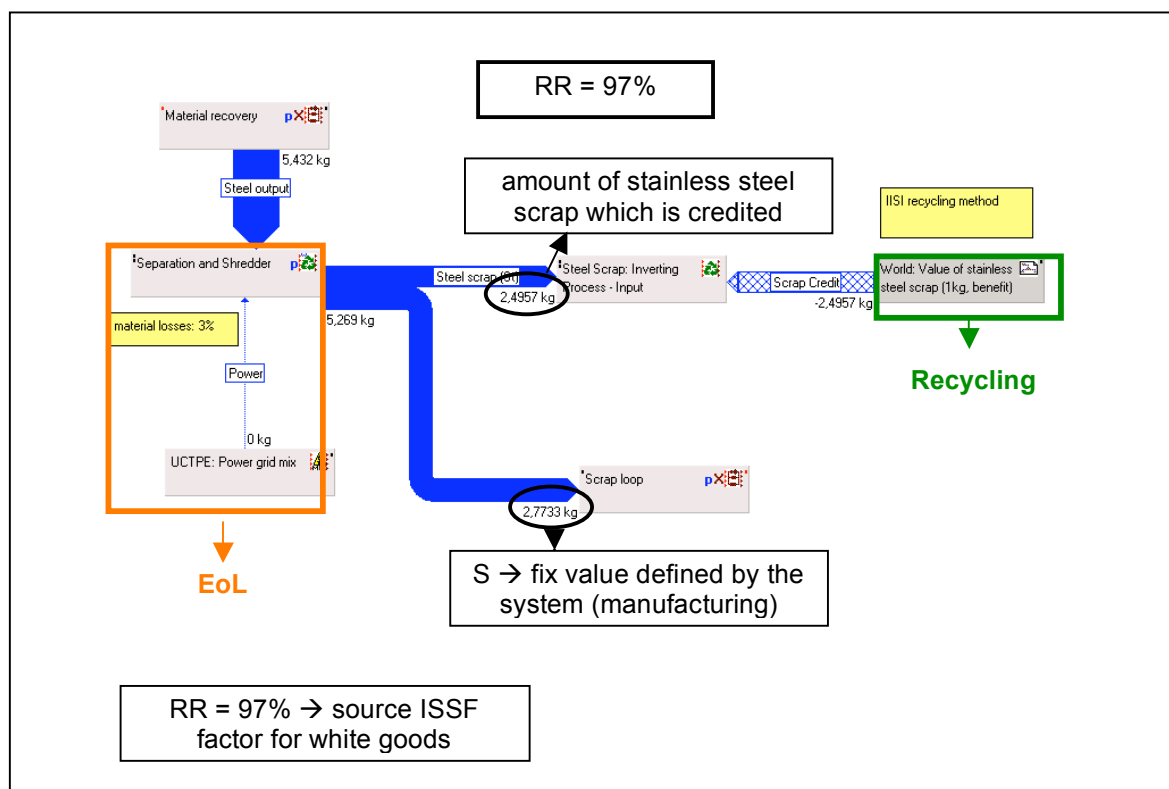 RR = 97%
Material recovery
pX
5,432 kg
Steel output
amount of stainless steel
scrap which is credited
IISI recycling method
Separation and Shredder
p
Steel scrap (St)
2,4957 kg
Steel Scrap: Inverting
Process - Input
Scrap Credit
-2,4957 kg
World: Value of stainless
steel scrap (1kg, benefit)
5,269 kg
material losses: 3%
Power
Recycling
0 kg
UCTPE: Power grid mix
Scrap loop
pX
2,7733 kg
EoL
S → fix value defined by the
system (manufacturing)
RR = 97% → source ISSF
factor for white goods